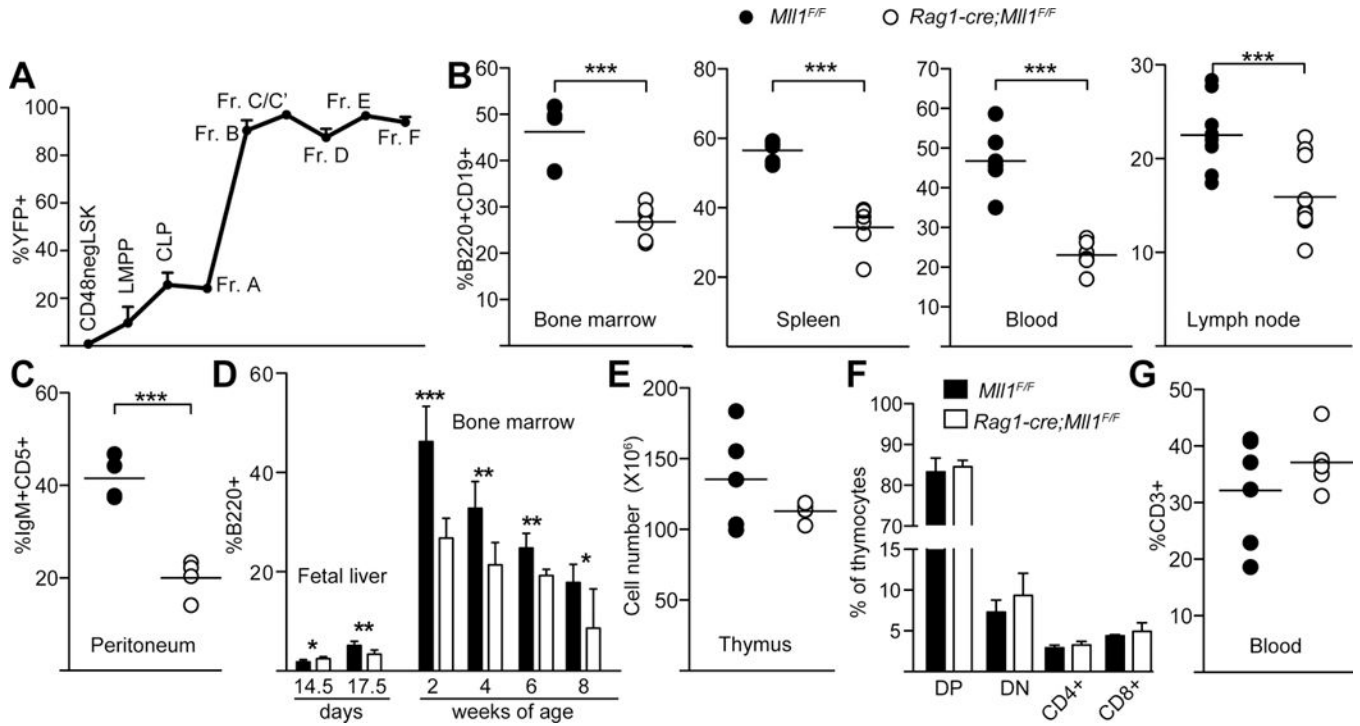 ● Mll1F/F ○ Rag1-cre;Mll1F/F
A
%YFP+
100
80
60
40
20
CD48negLSK
LMPP
CLP
Fr. A
Fr. B
Fr. C/C’
Fr. D
Fr. E
Fr. F
B
%B220+CD19+
60
50
40
30
20
10
***
Bone marrow
80
60
40
20
***
Spleen
70
60
50
40
30
20
10
***
Blood
30
20
10
***
Lymph node
C
%IgM+CD5+
60
40
20
***
Peritoneum
D
%B220+
60
40
20
Fetal liver
Bone marrow
*
**
***
**
**
*
14.5 17.5 2 4 6 8
days weeks of age
E
Cell number (X10⁶)
200
150
100
50
Thymus
F
Mll1F/F
Rag1-cre;Mll1F/F
% of thymocytes
100
90
80
70
15
10
5
DP DN CD4+ CD8+
G
%CD3+
50
40
30
20
10
Blood